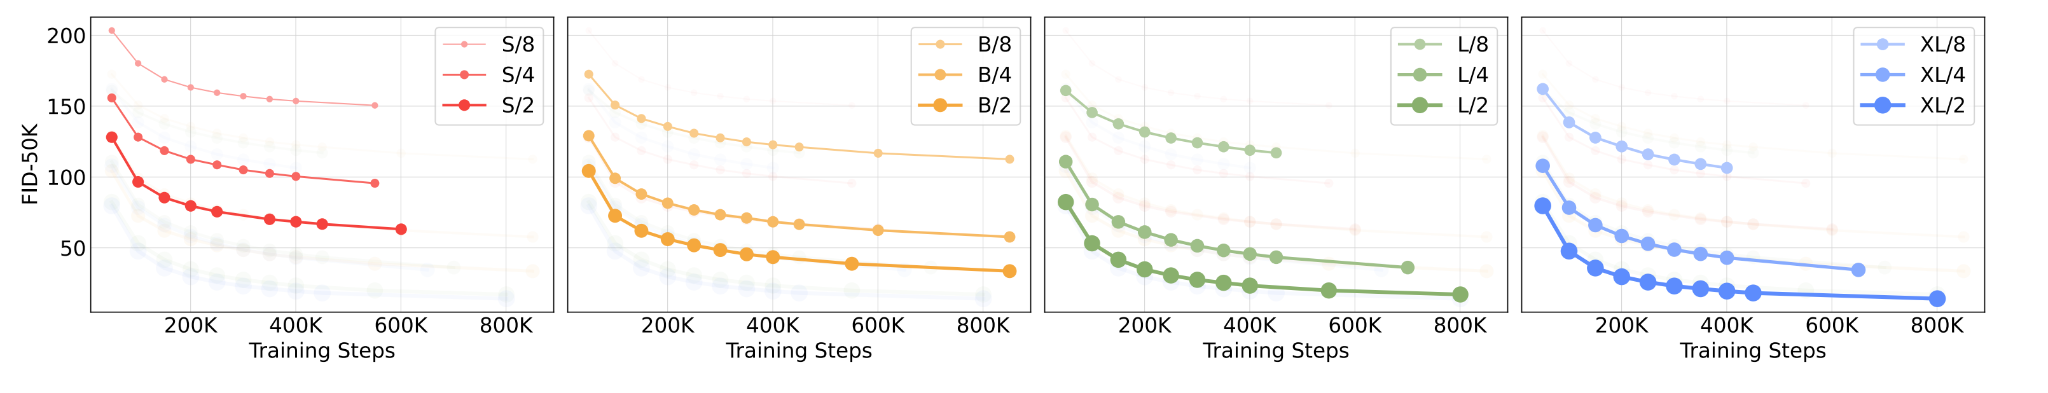 FID-50K
200
150
100
50
S/8
S/4
S/2
200K 400K 600K 800K
Training Steps
B/8
B/4
B/2
200K 400K 600K 800K
Training Steps
L/8
L/4
L/2
200K 400K 600K 800K
Training Steps
XL/8
XL/4
XL/2
200K 400K 600K 800K
Training Steps